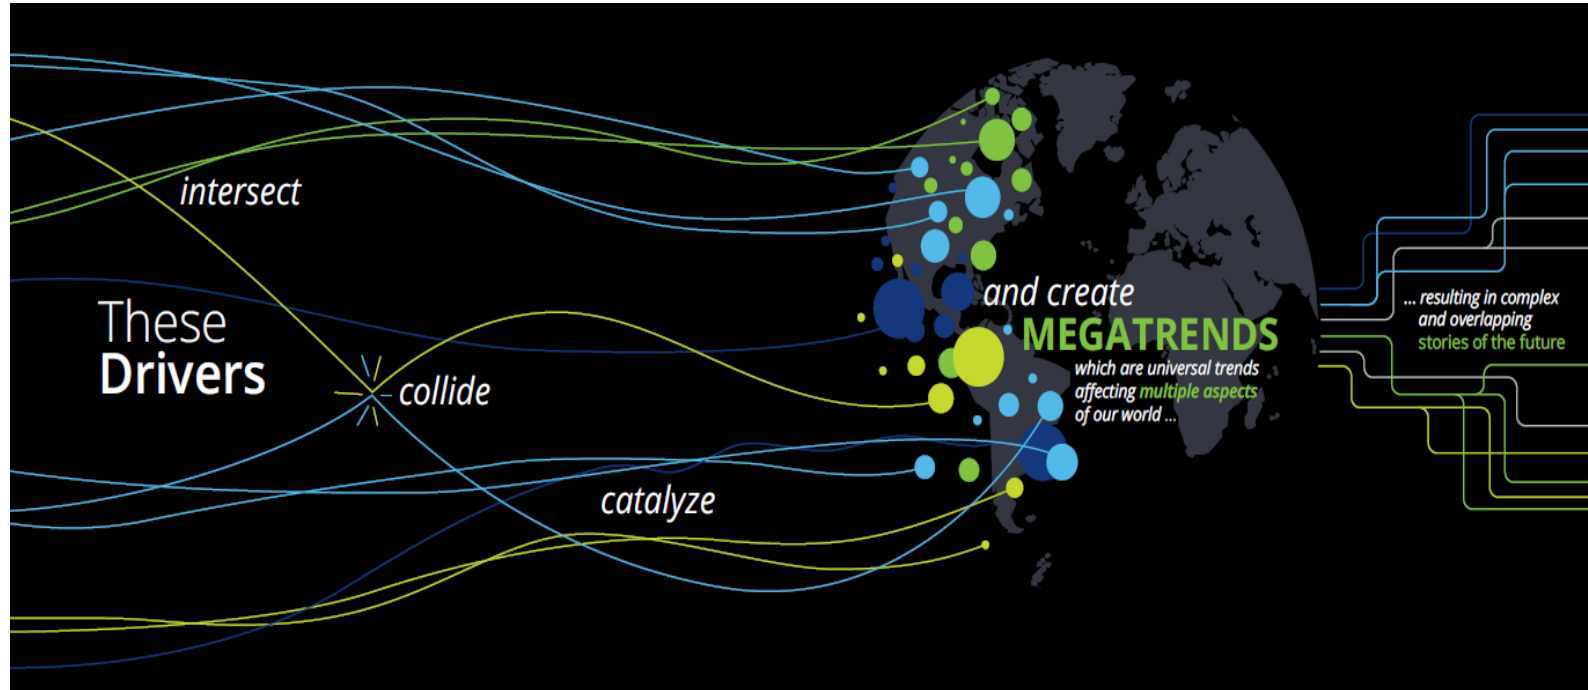 These
Drivers
intersect
collide
catalyze
and create
MEGATRENDS
which are universal trends
affecting multiple aspects
of our world ...
... resulting in complex
and overlapping
stories of the future